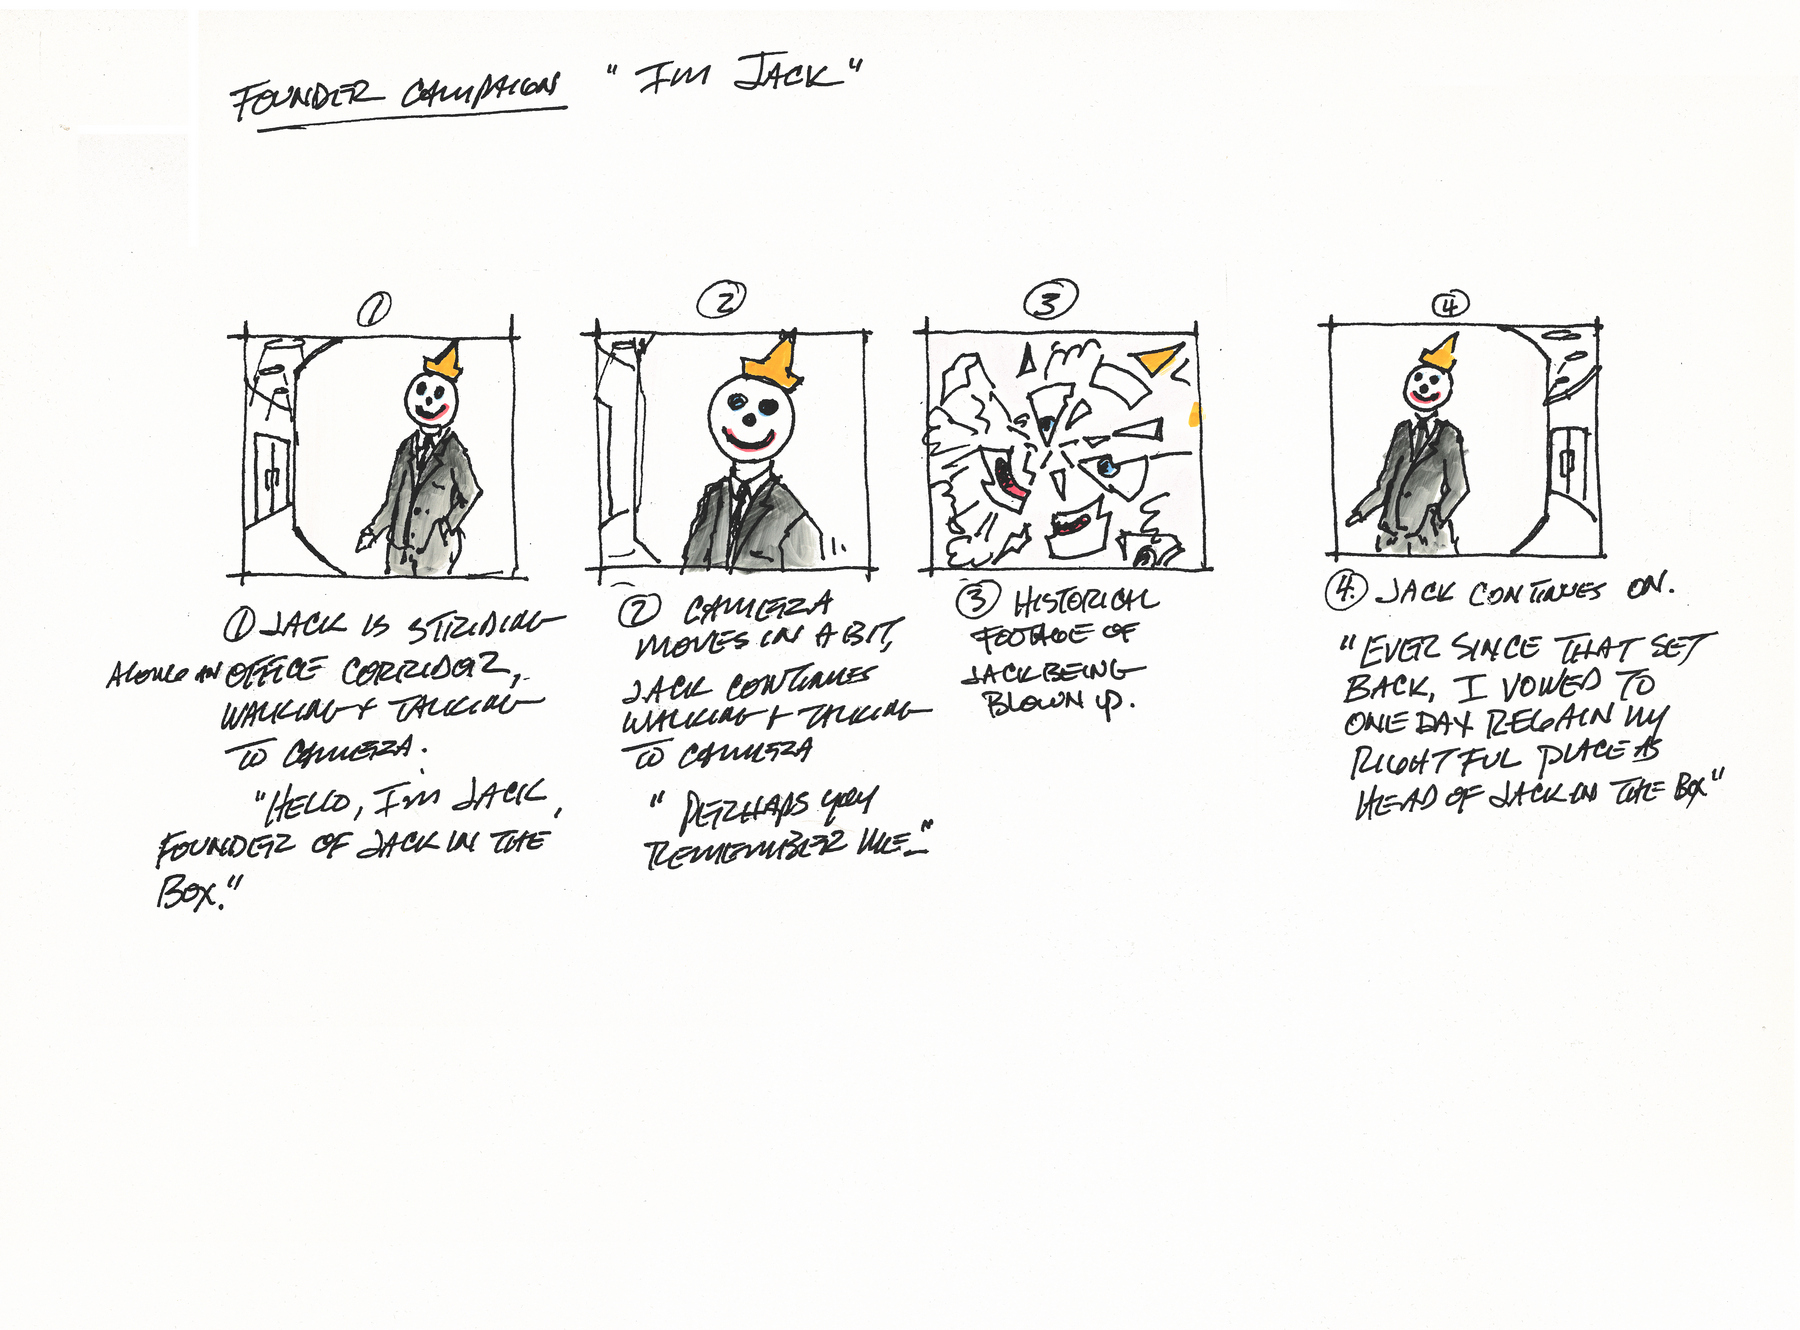 FOUNDER CAMPAIGN "I'M JACK"
1
2
3
4
① JACK IS STRIDING
ALONG AN OFFICE CORRIDOR,
WALKING & TALKING
TO CAMERA.
"HELLO, I'M JACK,
FOUNDER OF JACK IN THE
BOX."
② CAMERA
MOVES IN A BIT,
JACK CONTINUES
WALKING & TALKING
TO CAMERA
"PERHAPS YOU
REMEMBER ME_"
③ HISTORICAL
FOOTAGE OF
JACK BEING
BLOWN UP.
④ JACK CONTINUES ON.
"EVER SINCE THAT SET
BACK, I VOWED TO
ONE DAY REGAIN MY
RIGHTFUL PLACE AS
HEAD OF JACK IN THE BOX"